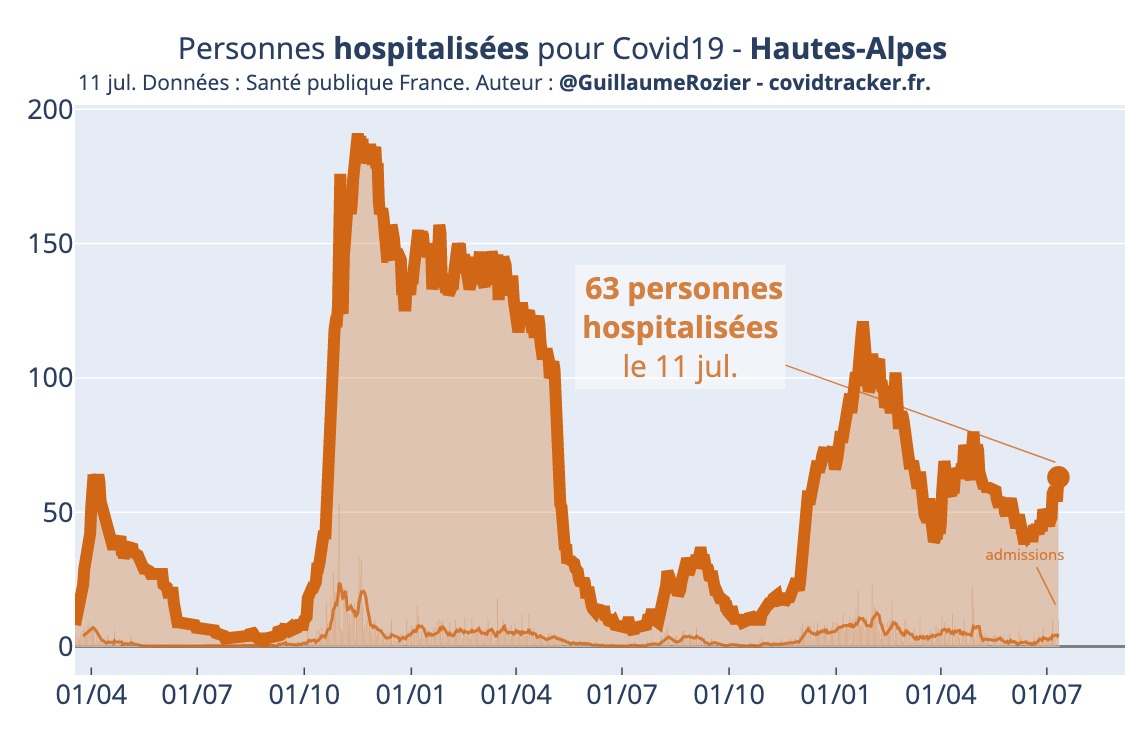 Personnes hospitalisées pour Covid19 - Hautes-Alpes
11 jul. Données : Santé publique France. Auteur : @GuillaumeRozier - covidtracker.fr.
200
150
63 personnes
hospitalisées
le 11 jul.
100
50
admissions
0
01/04 01/07 01/10 01/01 01/04 01/07 01/10 01/01 01/04 01/07